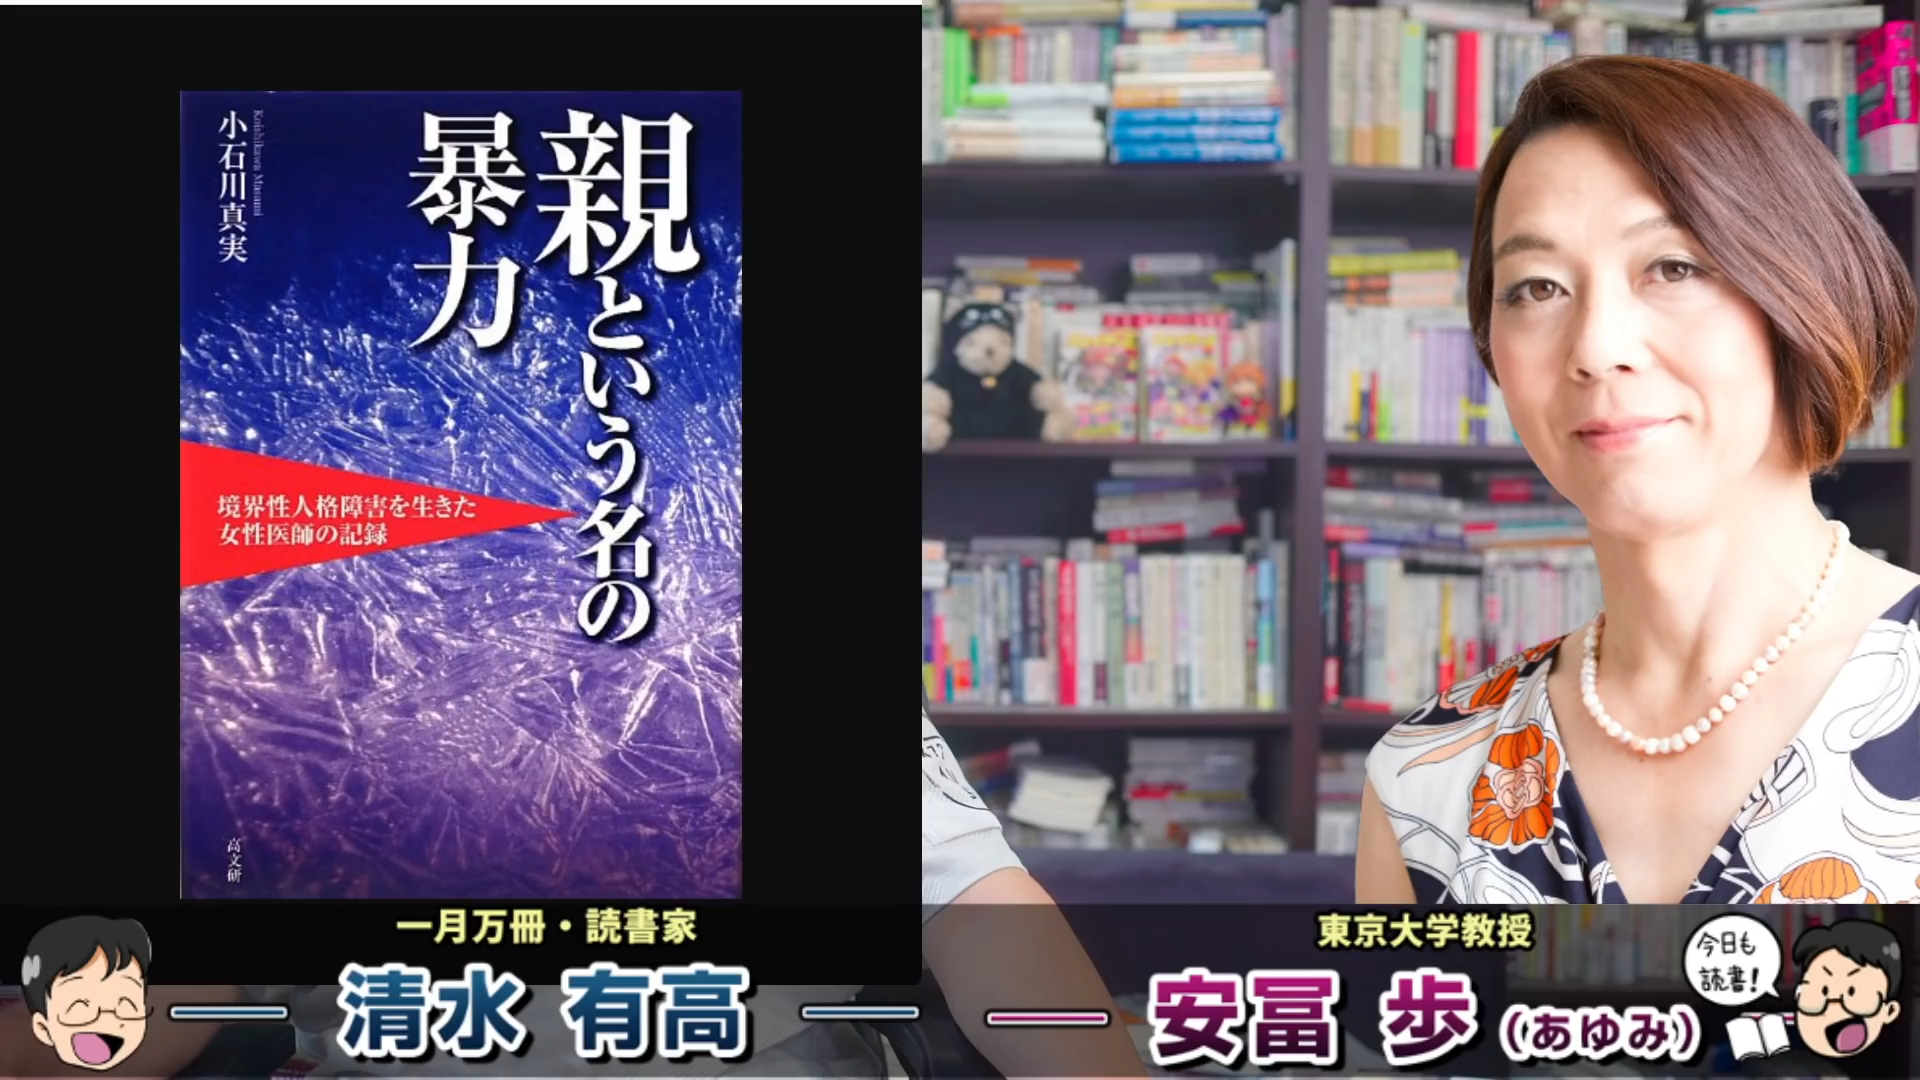 親という名の
暴力
小石川真実
Koishikawa Masami
境界性人格障害を生きた
女性医師の記録
高文研
一月万冊・読書家
清水 有高
東京大学教授
安冨 歩（あゆみ）
今日も
読書！